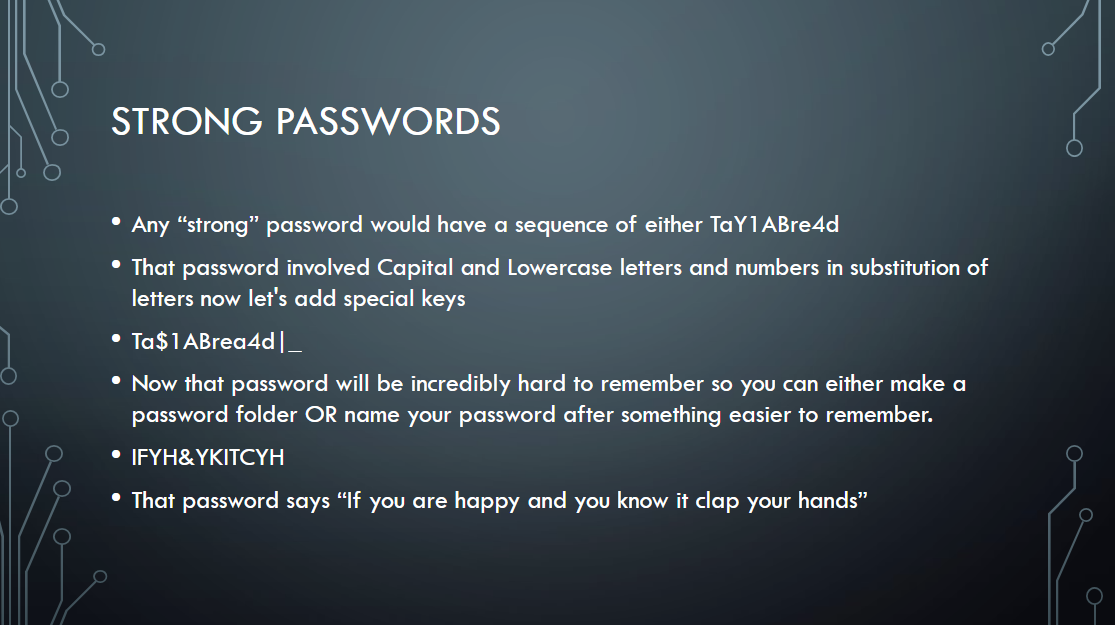 STRONG PASSWORDS
• Any “strong” password would have a sequence of either TaY1ABre4d
• That password involved Capital and Lowercase letters and numbers in substitution of
letters now let's add special keys
• Ta$1ABrea4d|_
• Now that password will be incredibly hard to remember so you can either make a
password folder OR name your password after something easier to remember.
• IFYH&YKITCYH
• That password says “If you are happy and you know it clap your hands”